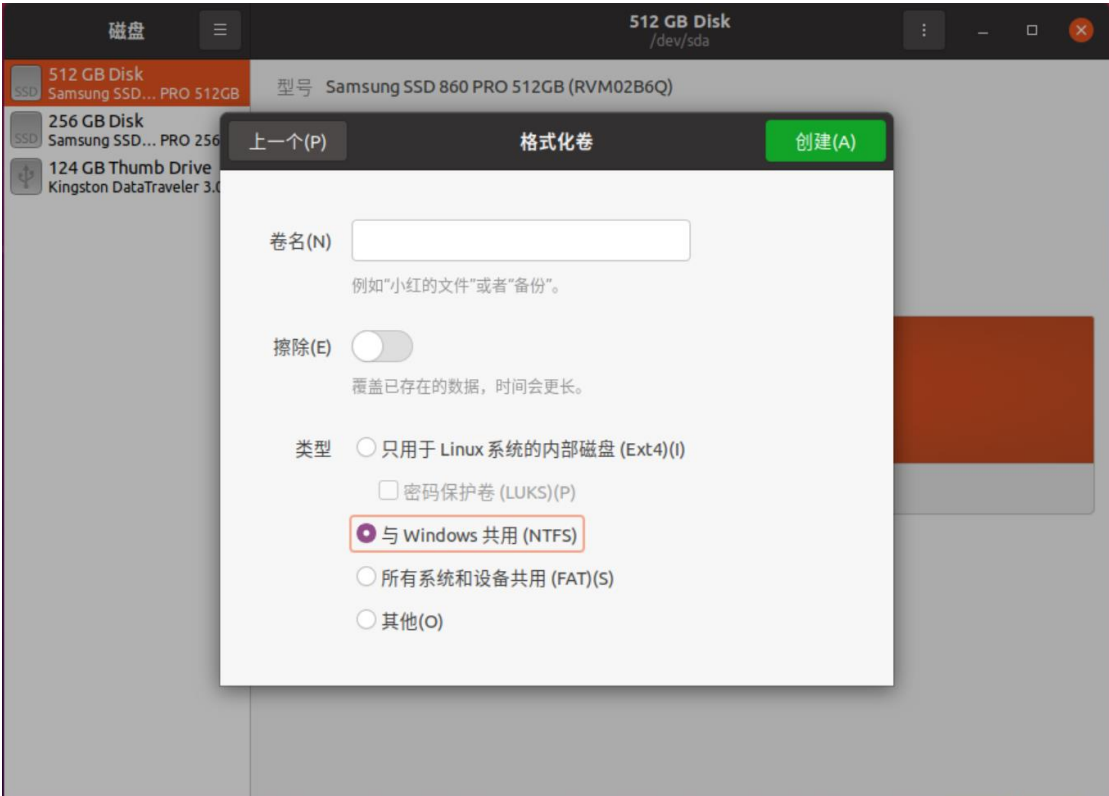 磁盘
512 GB Disk
/dev/sda
512 GB Disk
Samsung SSD... PRO 512GB
SSD
型号 Samsung SSD 860 PRO 512GB (RVM02B6Q)
256 GB Disk
Samsung SSD... PRO 256
SSD
124 GB Thumb Drive
Kingston DataTraveler 3.0
上一个(P)
格式化卷
创建(A)
卷名(N)
例如“小红的文件”或者“备份”。
擦除(E)
覆盖已存在的数据，时间会更长。
类型
只用于 Linux 系统的内部磁盘 (Ext4)(I)
密码保护卷 (LUKS)(P)
与 Windows 共用 (NTFS)
所有系统和设备共用 (FAT)(S)
其他(O)